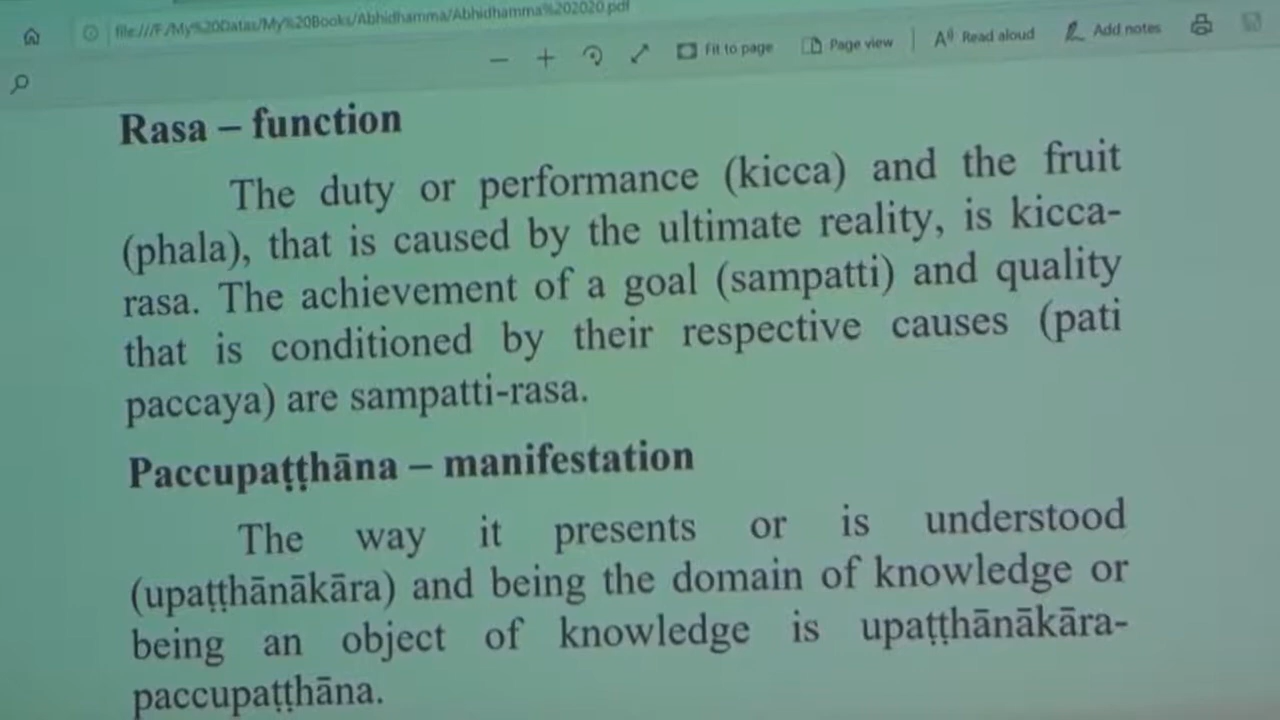 file:///F:/My%20Datas/My%20Books/Abhidhamma/Abhidhamma%202020.pdf
Fit to page
Page view
Read aloud
Add notes
Rasa – function
The duty or performance (kicca) and the fruit
(phala), that is caused by the ultimate reality, is kicca-
rasa. The achievement of a goal (sampatti) and quality
that is conditioned by their respective causes (pati
paccaya) are sampatti-rasa.
Paccupaṭṭhāna – manifestation
The way it presents or is understood
(upaṭṭhānākāra) and being the domain of knowledge or
being an object of knowledge is upaṭṭhānākāra-
paccupaṭṭhāna.